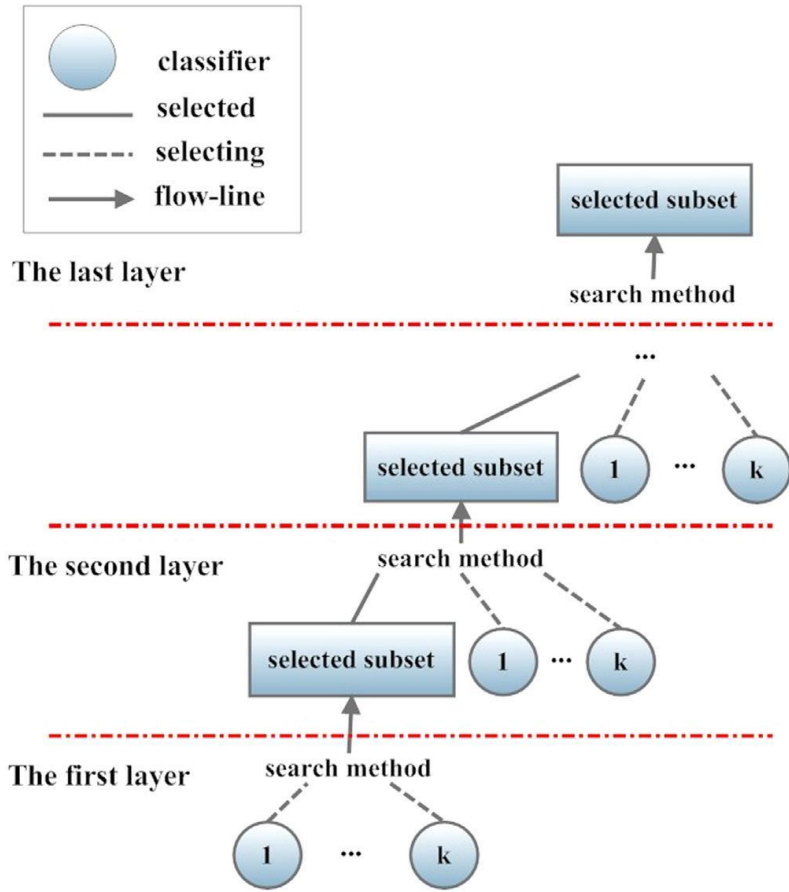 classifier
selected
selecting
flow-line
selected subset
The last layer
search method
...
selected subset
1 ... k
The second layer
search method
selected subset
1 ... k
The first layer
search method
1 ... k